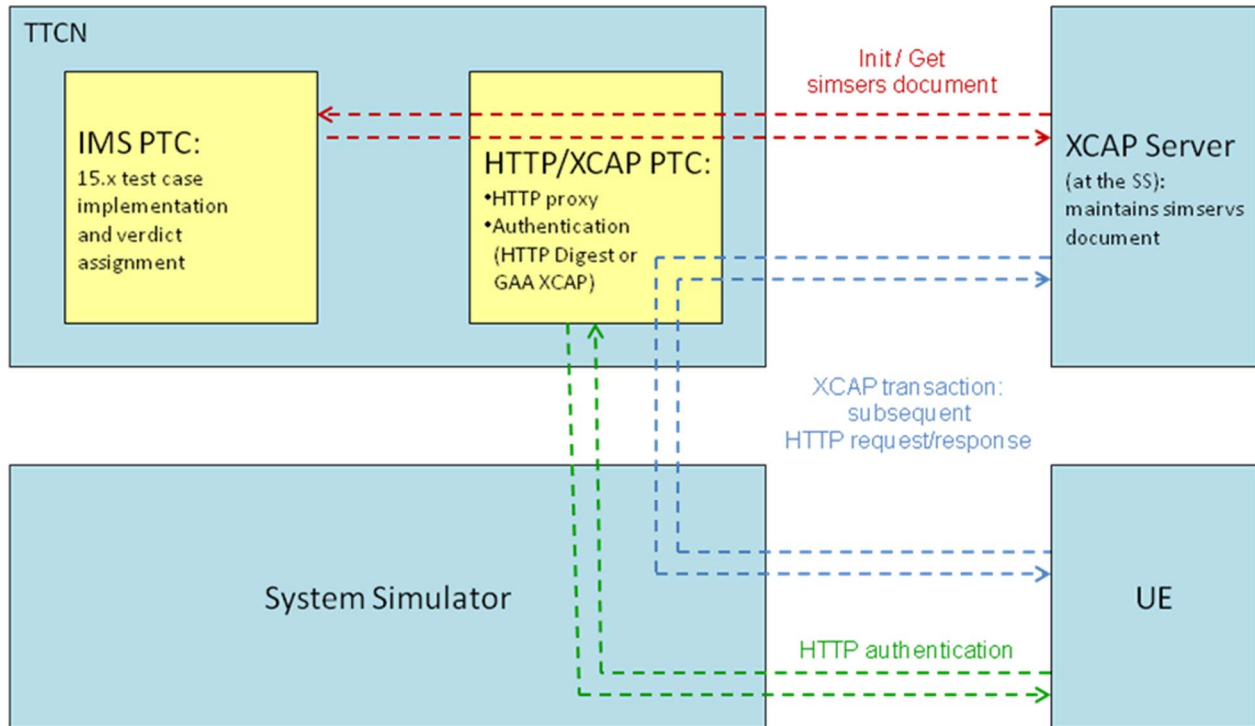 TTCN
IMS PTC:
15.x test case
implementation
and verdict
assignment
HTTP/XCAP PTC:
•HTTP proxy
•Authentication
(HTTP Digest or
GAA XCAP)
Init / Get
simsers document
XCAP Server
(at the SS):
maintains simservs
document
XCAP transaction:
subsequent
HTTP request/response
System Simulator
HTTP authentication
UE